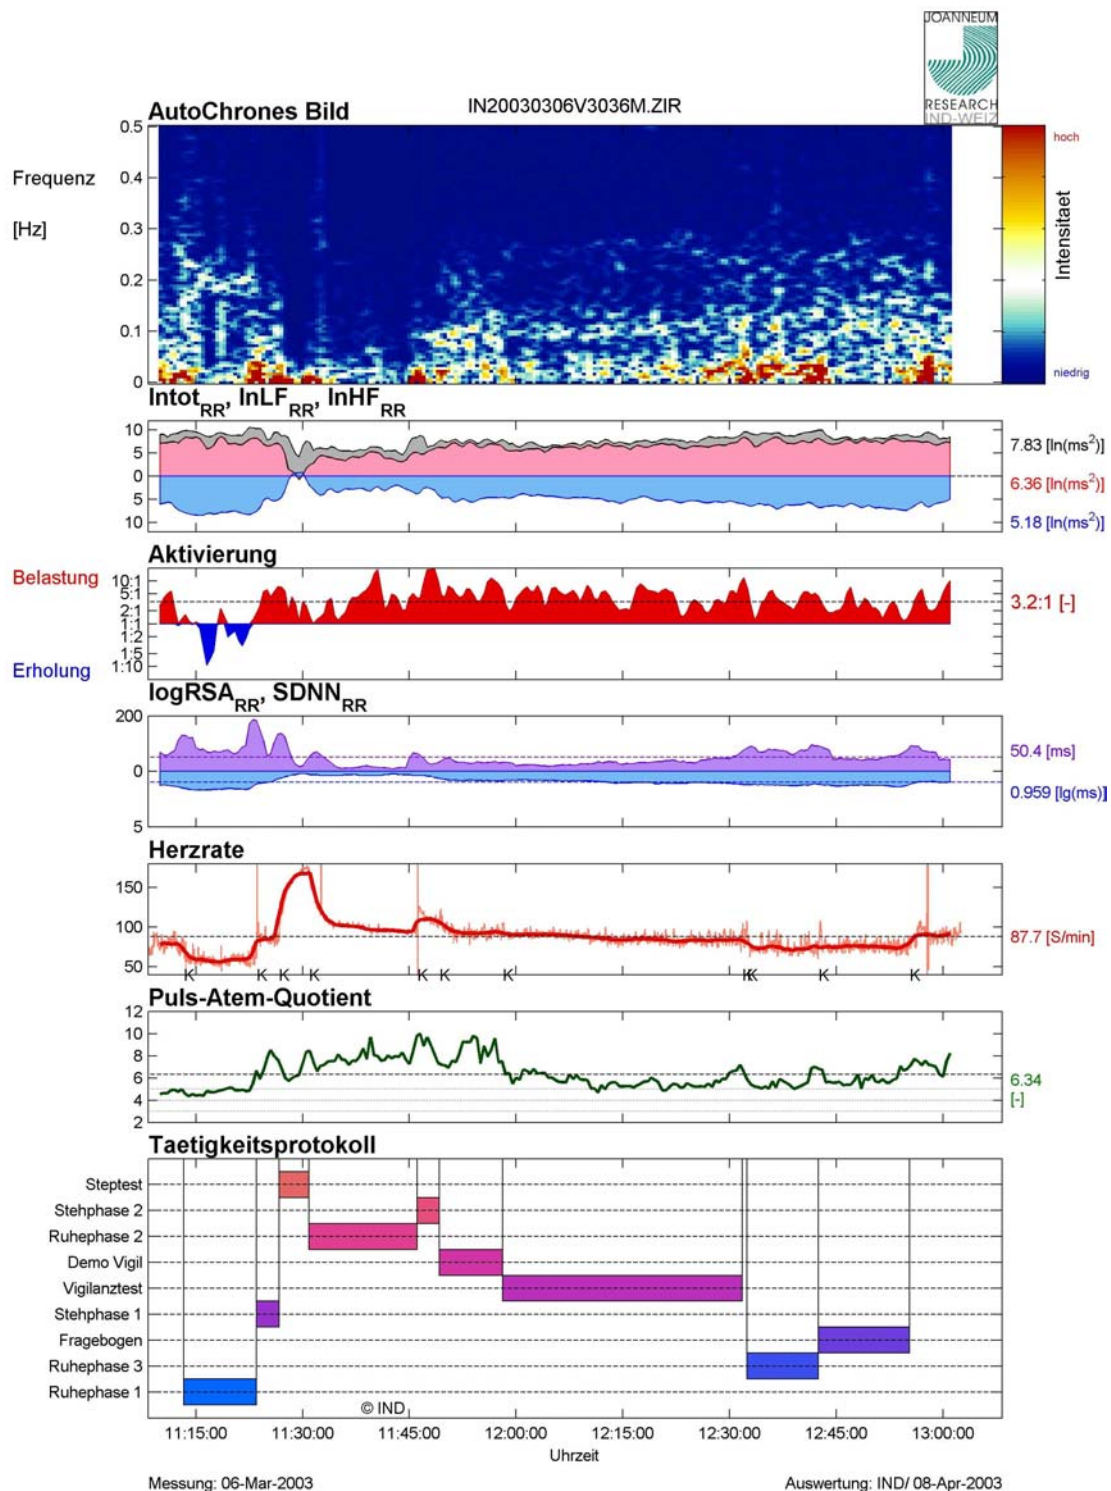 JOANNEUM
RESEARCH
IND-WEIZ
AutoChrones Bild
IN20030306V3036M.ZIR
Frequenz
[Hz]
0.5
0.4
0.3
0.2
0.1
0
hoch
Intensitaet
niedrig
lntot_RR, lnLF_RR, lnHF_RR
10
5
0
5
10
7.83 [ln(ms²)]
6.36 [ln(ms²)]
5.18 [ln(ms²)]
Aktivierung
Belastung
Erholung
10:1
5:1
2:1
1:1
1:2
1:5
1:10
3.2:1 [-]
logRSA_RR, SDNN_RR
200
0
5
50.4 [ms]
0.959 [lg(ms)]
Herzrate
150
100
50
87.7 [S/min]
K K K K K K K K K K K
Puls-Atem-Quotient
12
10
8
6
4
2
6.34
[-]
Taetigkeitsprotokoll
Steptest
Stehphase 2
Ruhephase 2
Demo Vigil
Vigilanztest
Stehphase 1
Fragebogen
Ruhephase 3
Ruhephase 1
© IND
11:15:00 11:30:00 11:45:00 12:00:00 12:15:00 12:30:00 12:45:00 13:00:00
Uhrzeit
Messung: 06-Mar-2003
Auswertung: IND/ 08-Apr-2003